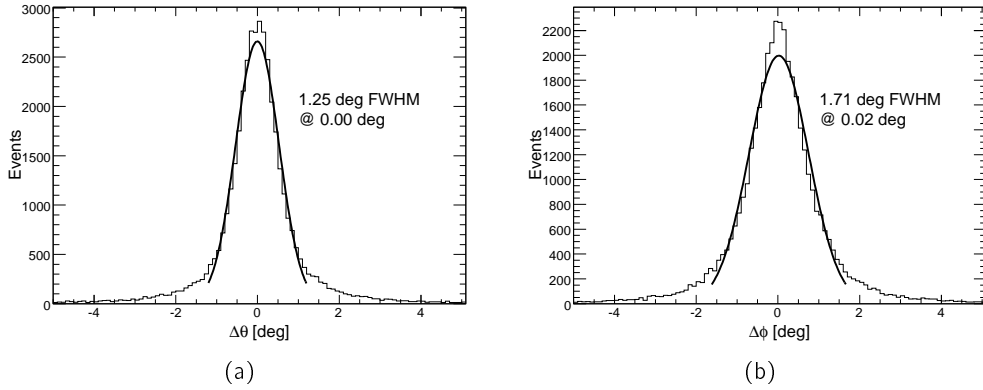 3000
2500
2000
1500
1000
500
0
Events
1.25 deg FWHM
@ 0.00 deg
-4 -2 0 2 4
Δθ [deg]
(a)
2200
2000
1800
1600
1400
1200
1000
800
600
400
200
0
Events
1.71 deg FWHM
@ 0.02 deg
-4 -2 0 2 4
Δϕ [deg]
(b)